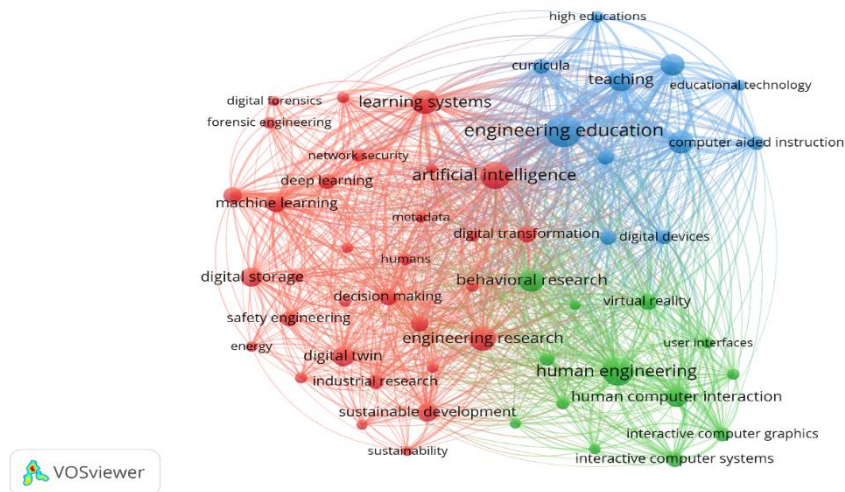 high educations
curricula
teaching
educational technology
learning systems
digital forensics
forensic engineering
engineering education
computer aided instruction
network security
artificial intelligence
deep learning
machine learning
metadata
digital transformation
digital devices
humans
digital storage
behavioral research
decision making
virtual reality
safety engineering
engineering research
user interfaces
energy
digital twin
human engineering
industrial research
human computer interaction
sustainable development
interactive computer graphics
sustainability
interactive computer systems
VOSviewer